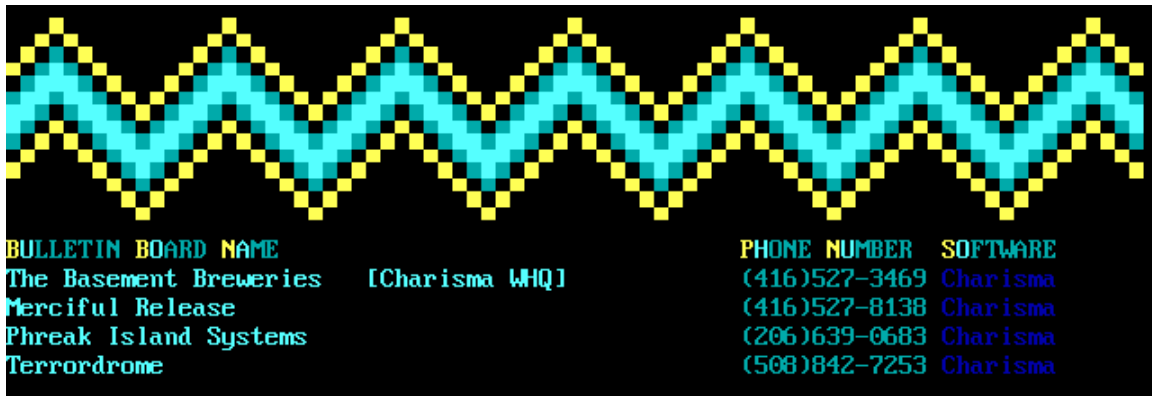 BULLETIN BOARD NAME PHONE NUMBER SOFTWARE
The Basement Breweries [Charisma WHQ] (416)527-3469 Charisma
Merciful Release (416)527-8138 Charisma
Phreak Island Systems (206)639-0683 Charisma
Terrordrome (508)842-7253 Charisma